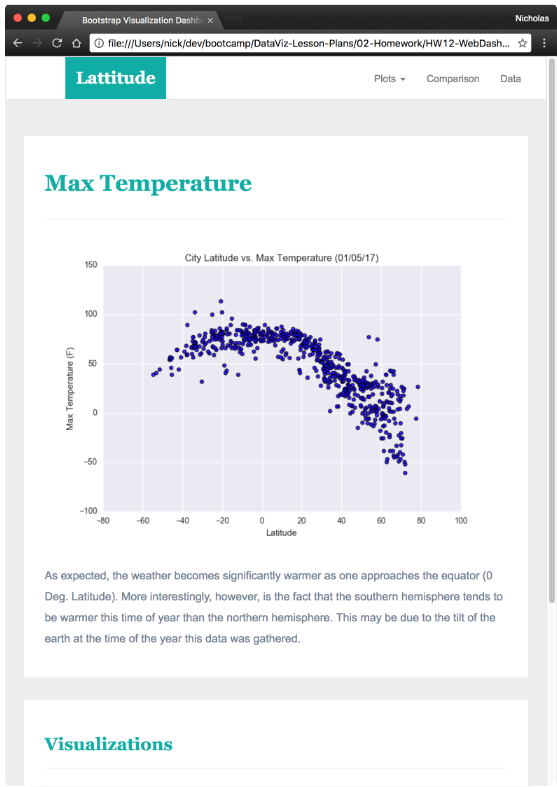 Bootstrap Visualization Dashbo
Nicholas
file:///Users/nick/dev/bootcamp/DataViz-Lesson-Plans/02-Homework/HW12-WebDash...
Lattitude
Plots
Comparison
Data
Max Temperature
City Latitude vs. Max Temperature (01/05/17)
150
100
50
0
−50
−100
Max Temperature (F)
−80 −60 −40 −20 0 20 40 60 80 100
Latitude
As expected, the weather becomes significantly warmer as one approaches the equator (0
Deg. Latitude). More interestingly, however, is the fact that the southern hemisphere tends to
be warmer this time of year than the northern hemisphere. This may be due to the tilt of the
earth at the time of the year this data was gathered.
Visualizations